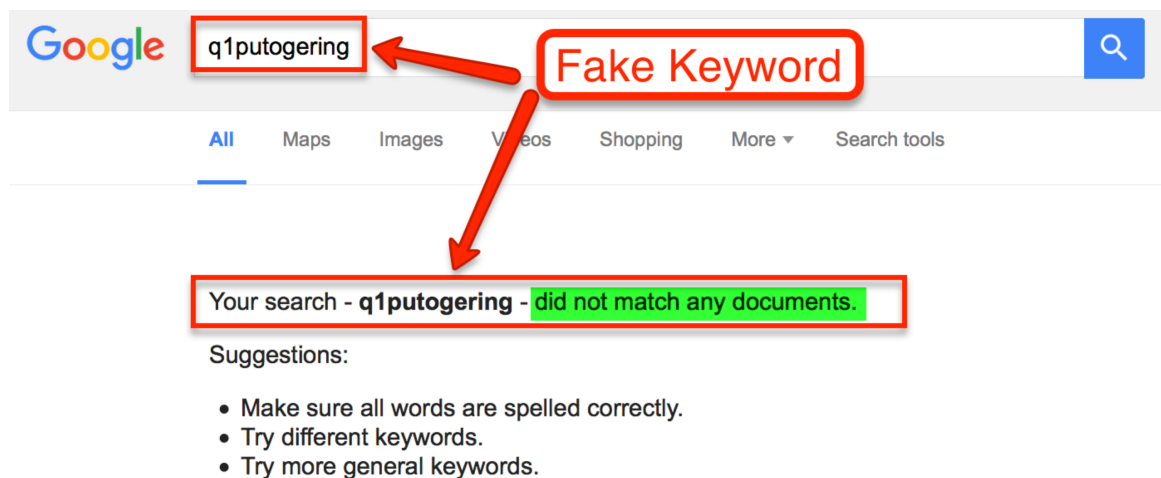 Google q1putogering Fake Keyword
All Maps Images Videos Shopping More Search tools
Your search - q1putogering - did not match any documents.
Suggestions:
Make sure all words are spelled correctly.
Try different keywords.
Try more general keywords.